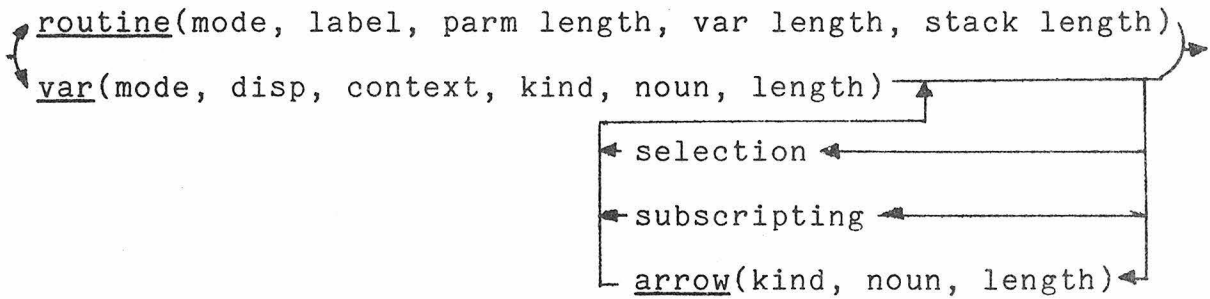 routine(mode, label, parm length, var length, stack length)
var(mode, disp, context, kind, noun, length)
selection
subscripting
arrow(kind, noun, length)